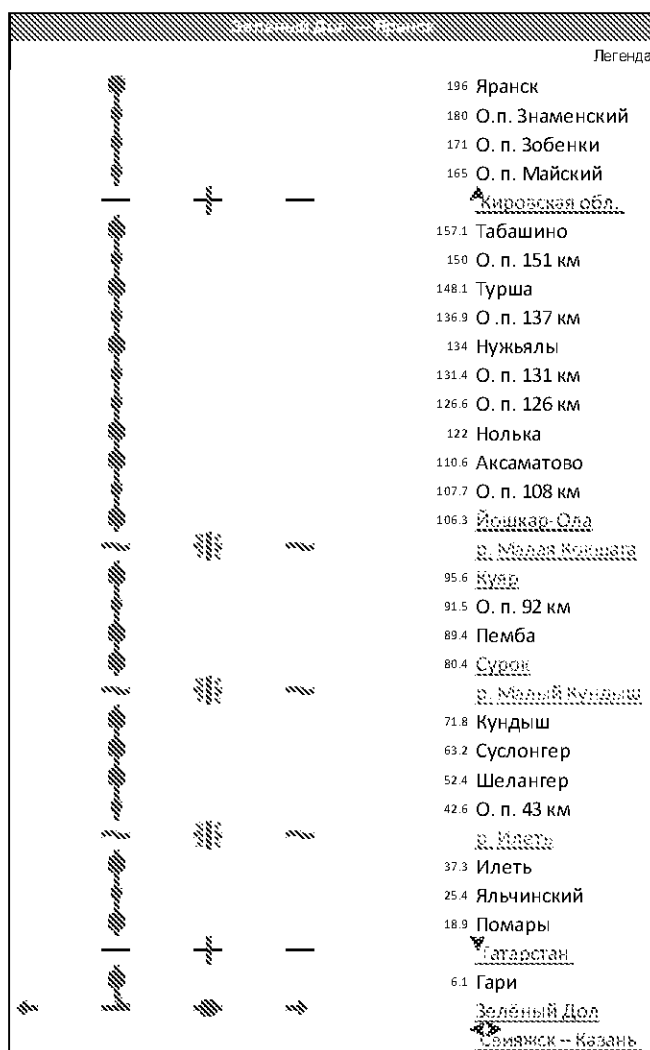 Зелёный Дол — Яранск
Легенда
196 Яранск
180 О.п. Знаменский
171 О. п. Зобенки
165 О. п. Майский
Кировская обл.
157.1 Табашино
150 О. п. 151 км
148.1 Турша
136.9 О .п. 137 км
134 Нужьялы
131.4 О. п. 131 км
126.6 О. п. 126 км
122 Нолька
110.6 Аксаматово
107.7 О. п. 108 км
106.3 Йошкар-Ола
р. Малая Кокшага
95.6 Куяр
91.5 О. п. 92 км
89.4 Пемба
80.4 Сурок
р. Малый Кундыш
71.8 Кундыш
63.2 Суслонгер
52.4 Шелангер
42.6 О. п. 43 км
р. Илеть
37.3 Илеть
25.4 Яльчинский
18.9 Помары
Татарстан
6.1 Гари
Зелёный Дол
Свияжск — Казань